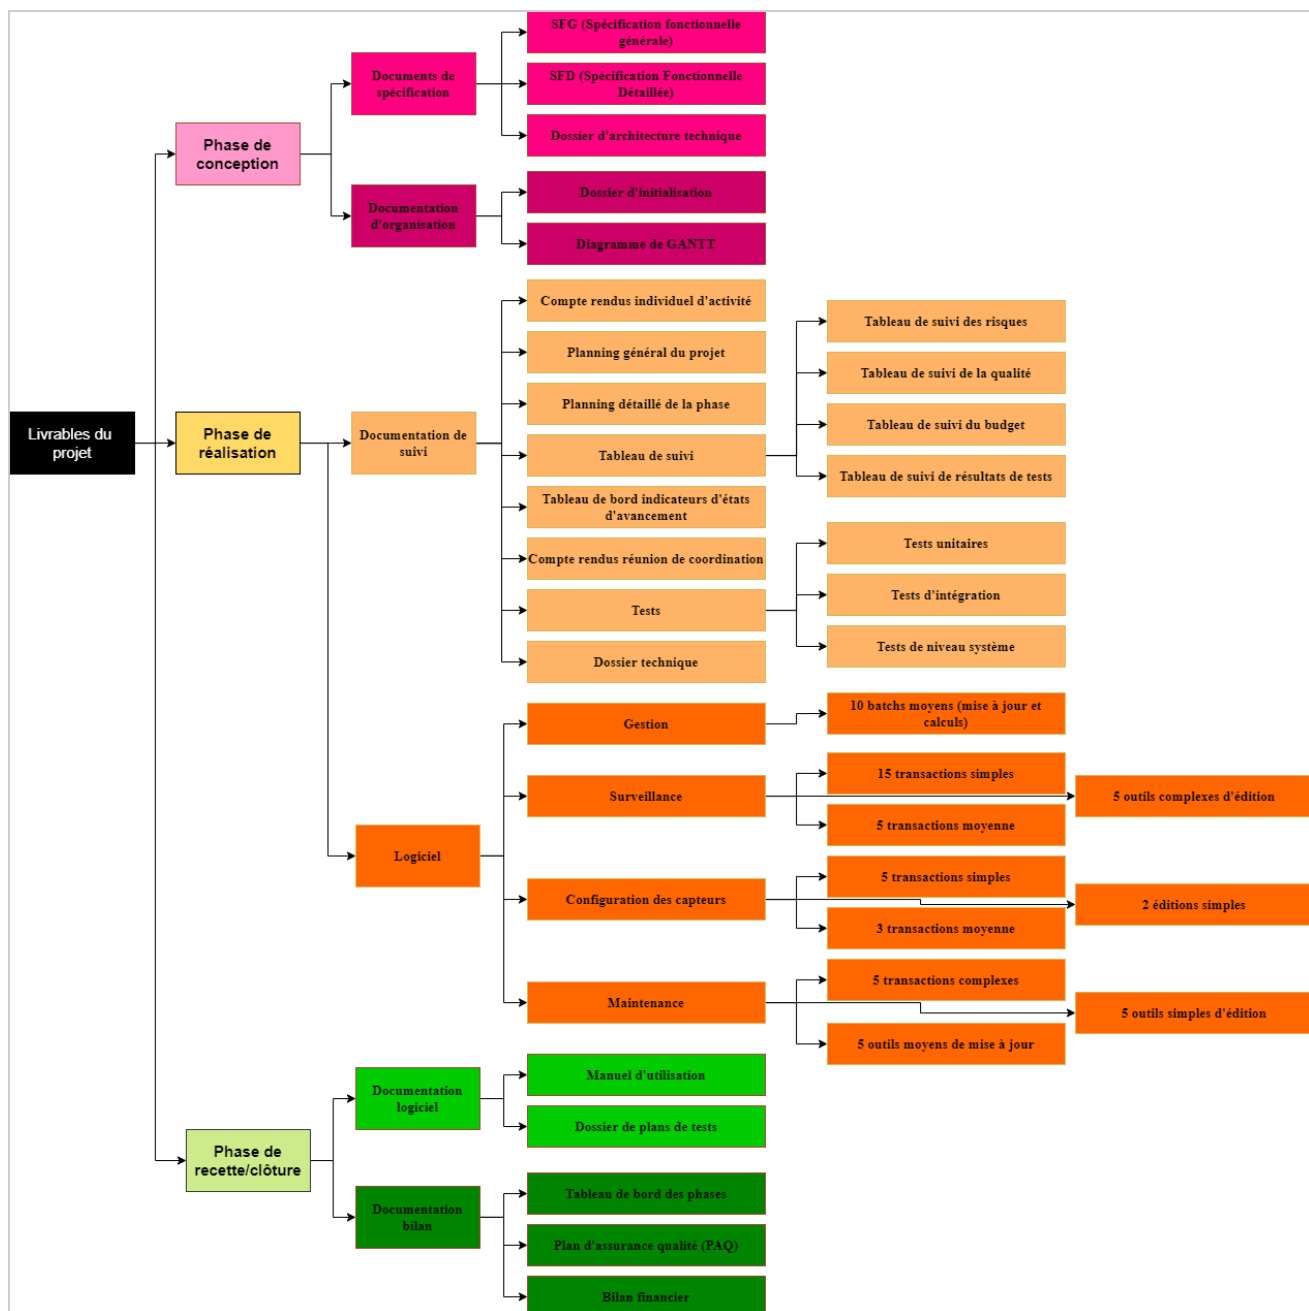 SFG (Spécification fonctionnelle
générale)
Documents de
spécification
SFD (Spécification Fonctionnelle
Détaillée)
Dossier d'architecture technique
Phase de
conception
Documentation
d'organisation
Dossier d'initialisation
Diagramme de GANTT
Livrables du
projet
Phase de
réalisation
Documentation de
suivi
Compte rendus individuel d'activité
Planning général du projet
Planning détaillé de la phase
Tableau de suivi
Tableau de suivi des risques
Tableau de suivi de la qualité
Tableau de suivi du budget
Tableau de suivi de résultats de tests
Tableau de bord indicateurs d'états
d'avancement
Compte rendus réunion de coordination
Tests
Tests unitaires
Tests d'intégration
Tests de niveau système
Dossier technique
Logiciel
Gestion
10 batchs moyens (mise à jour et
calculs)
Surveillance
15 transactions simples
5 outils complexes d'édition
5 transactions moyenne
Configuration des capteurs
5 transactions simples
2 éditions simples
3 transactions moyenne
Maintenance
5 transactions complexes
5 outils simples d'édition
5 outils moyens de mise à jour
Phase de
recette/clôture
Documentation
logiciel
Manuel d'utilisation
Dossier de plans de tests
Documentation
bilan
Tableau de bord des phases
Plan d'assurance qualité (PAQ)
Bilan financier